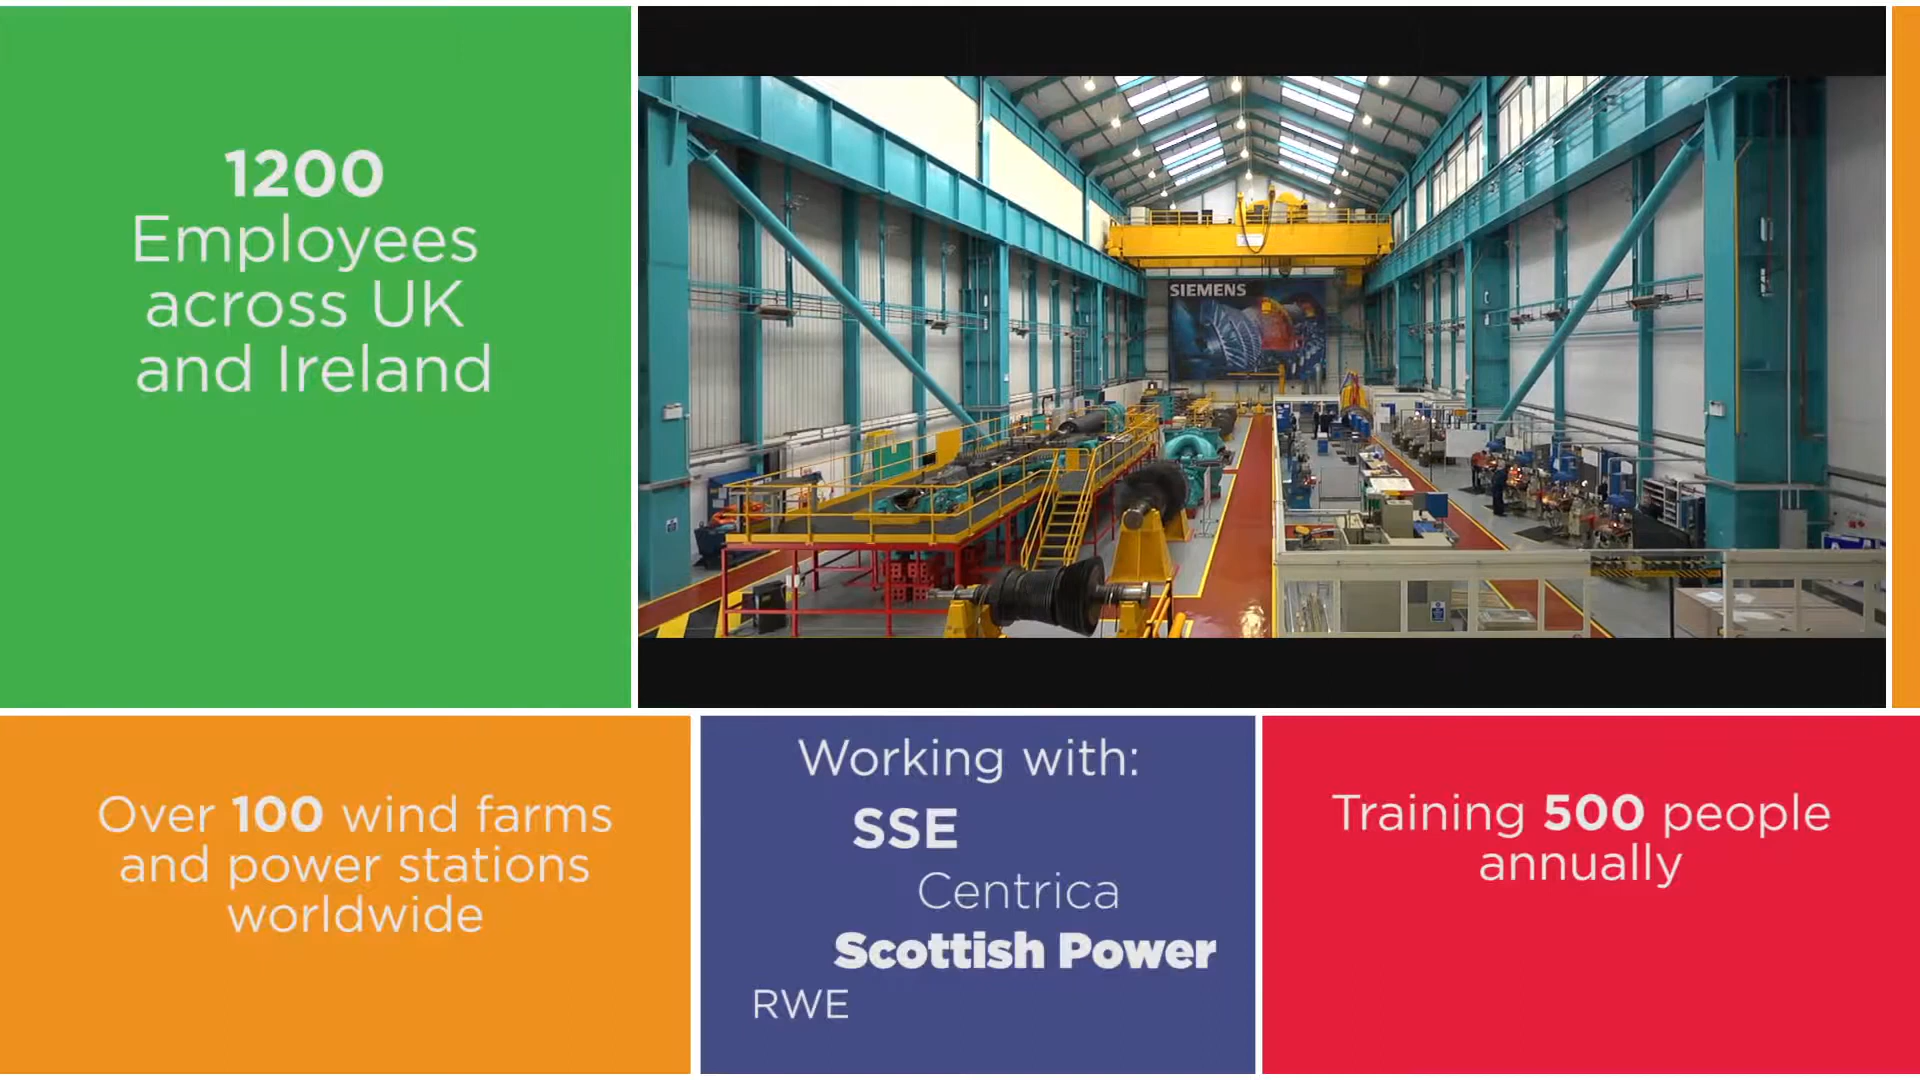 1200
Employees
across UK
and Ireland
SIEMENS
Over 100 wind farms
and power stations
worldwide
Working with:
SSE
Centrica
Scottish Power
RWE
Training 500 people
annually